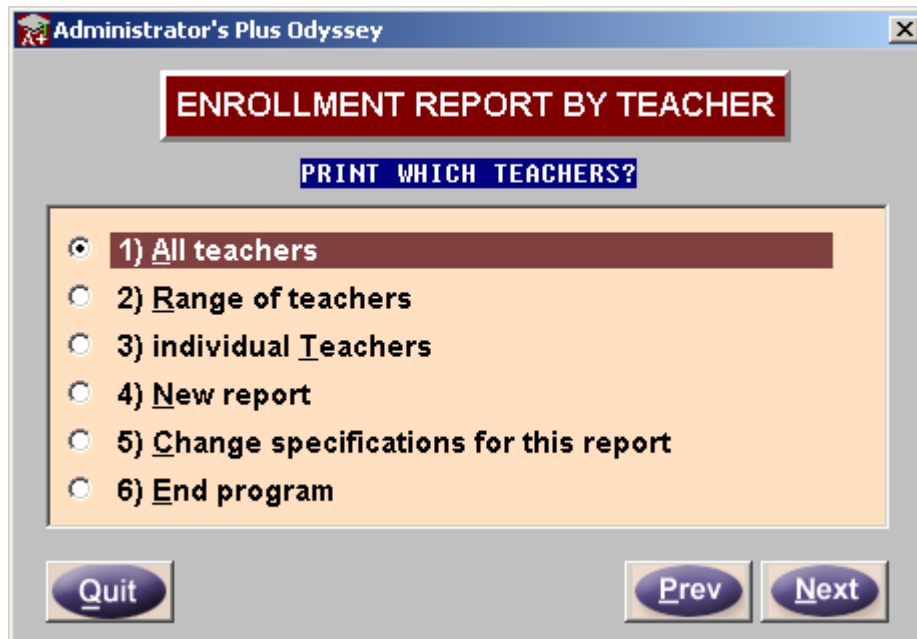 Administrator's Plus Odyssey
ENROLLMENT REPORT BY TEACHER
PRINT WHICH TEACHERS?
1) All teachers
2) Range of teachers
3) individual Teachers
4) New report
5) Change specifications for this report
6) End program
Quit Prev Next